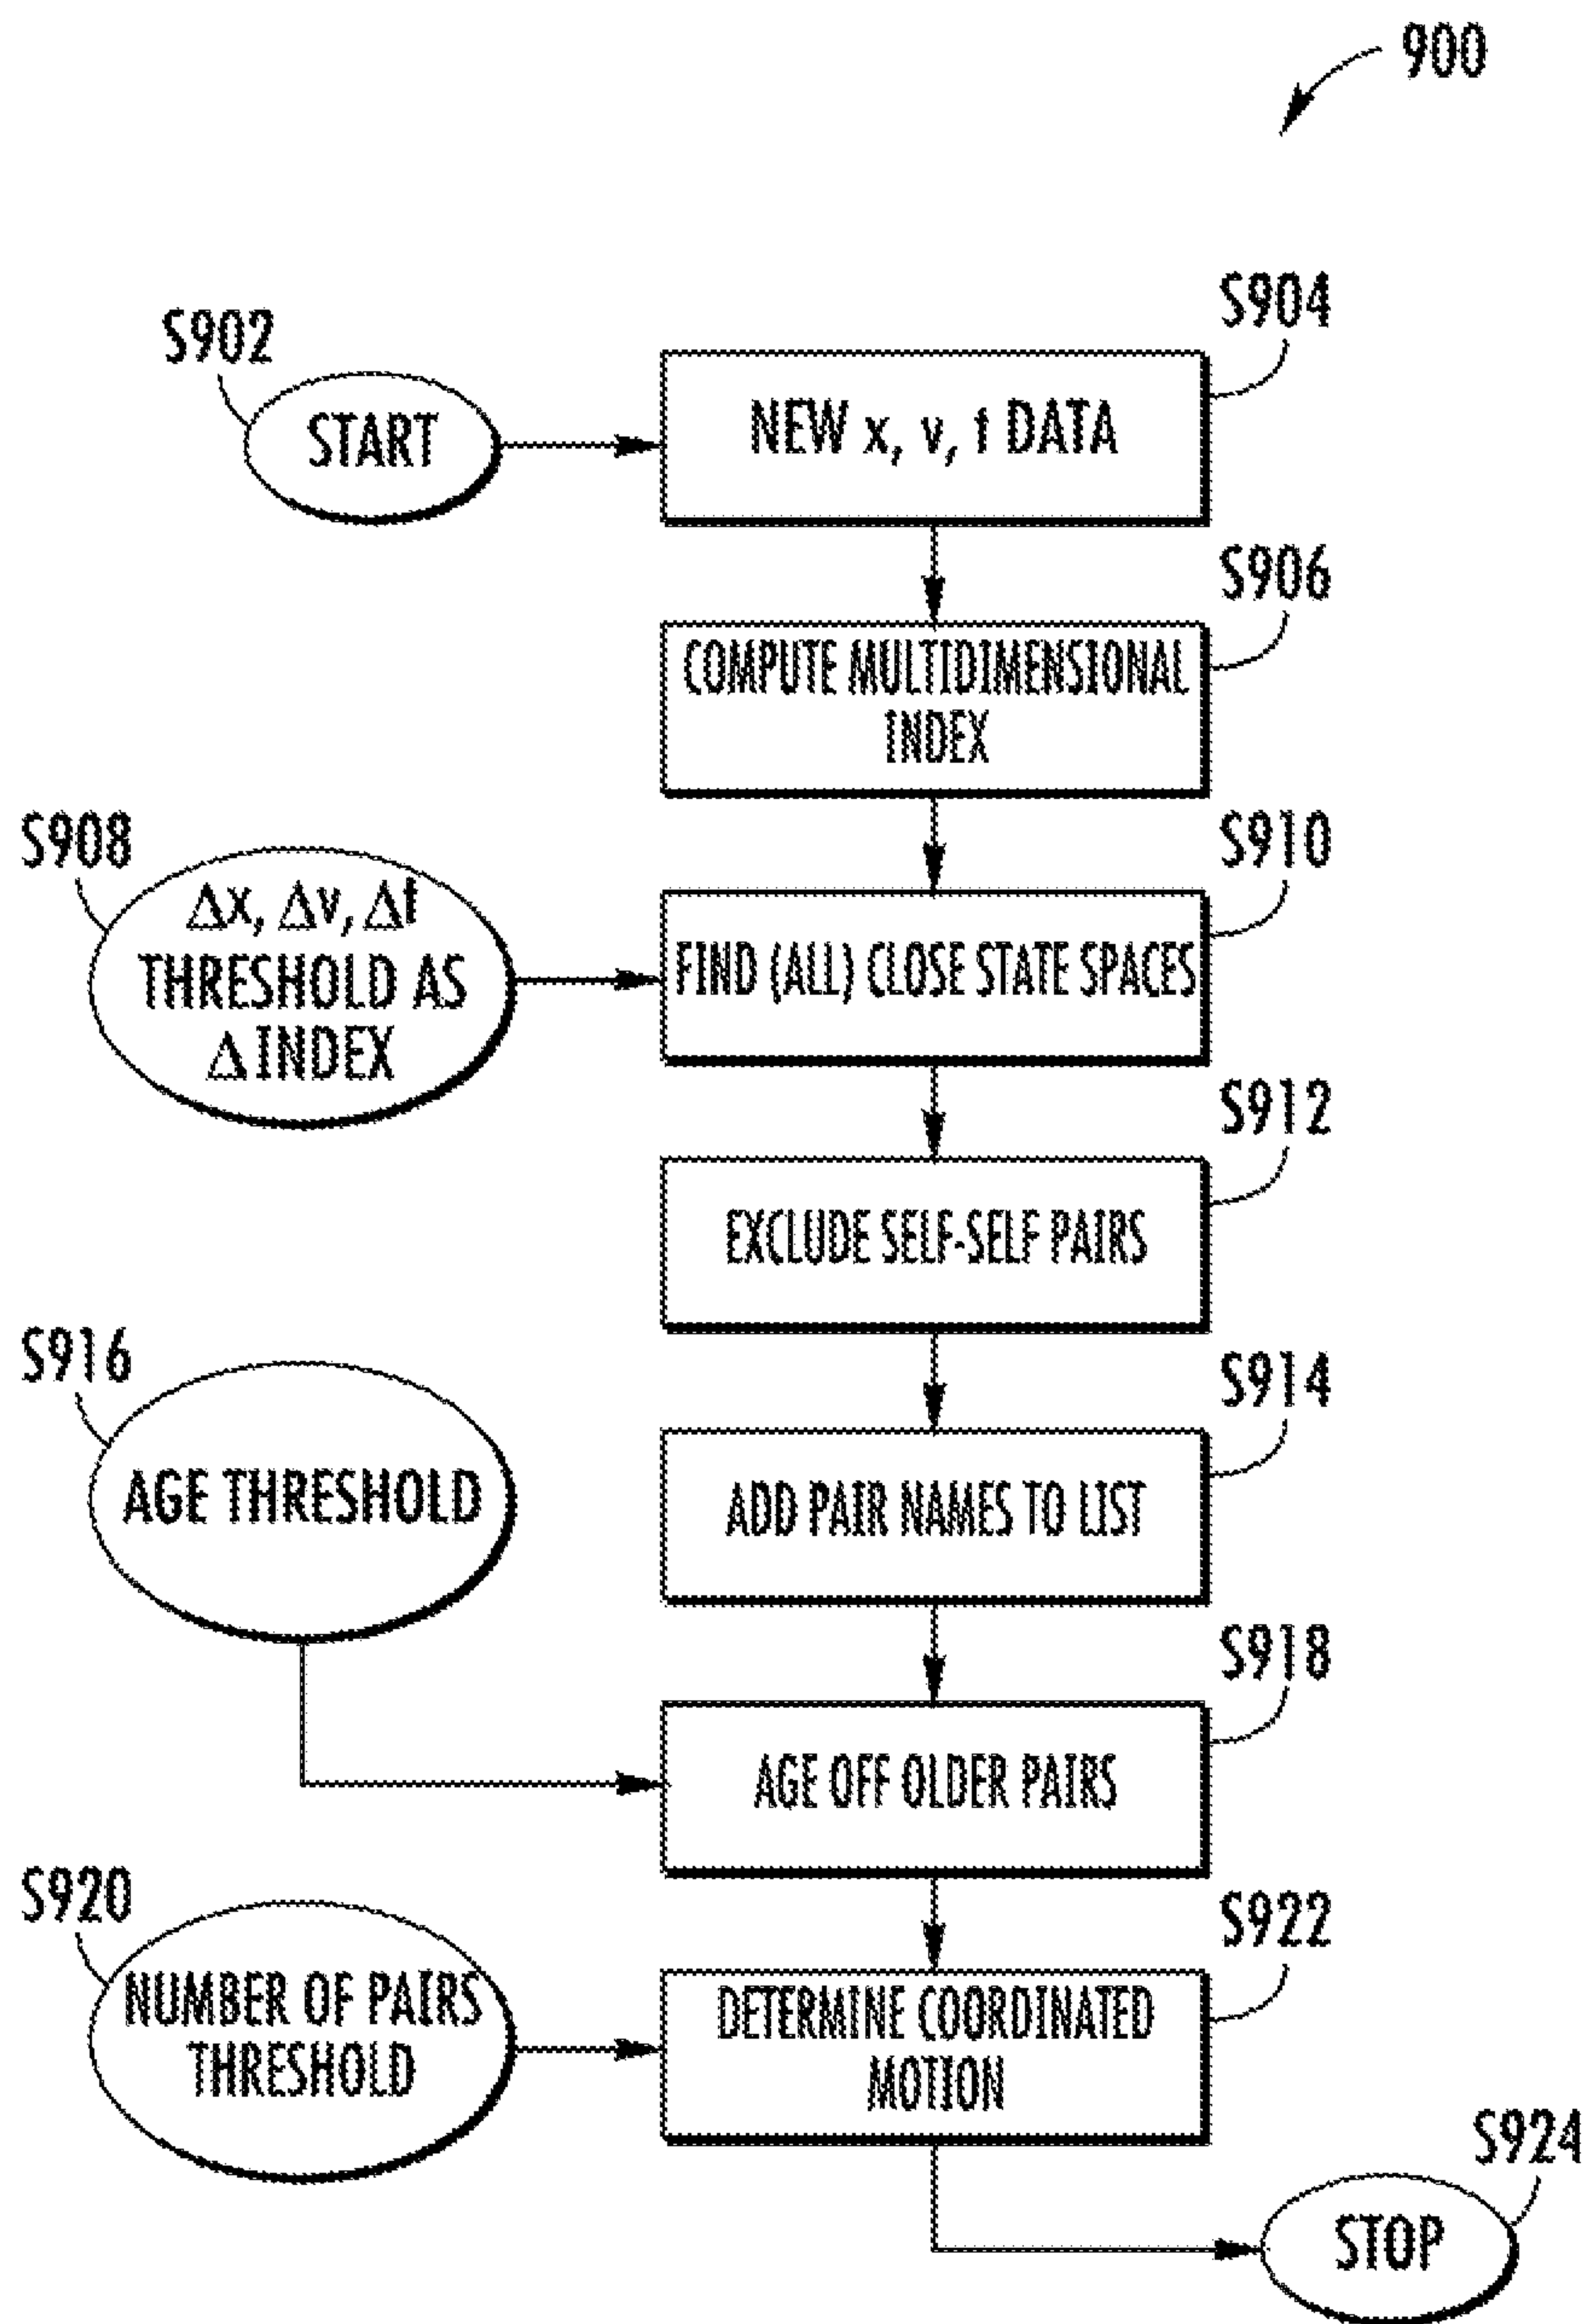 900
S902
START
S904
NEW x, v, t DATA
S906
COMPUTE MULTIDIMENSIONAL
INDEX
S908
Δx, Δv, Δt
THRESHOLD AS
Δ INDEX
S910
FIND (ALL) CLOSE STATE SPACES
S912
EXCLUDE SELF-SELF PAIRS
S914
ADD PAIR NAMES TO LIST
S916
AGE THRESHOLD
S918
AGE OFF OLDER PAIRS
S920
NUMBER OF PAIRS
THRESHOLD
S922
DETERMINE COORDINATED
MOTION
S924
STOP